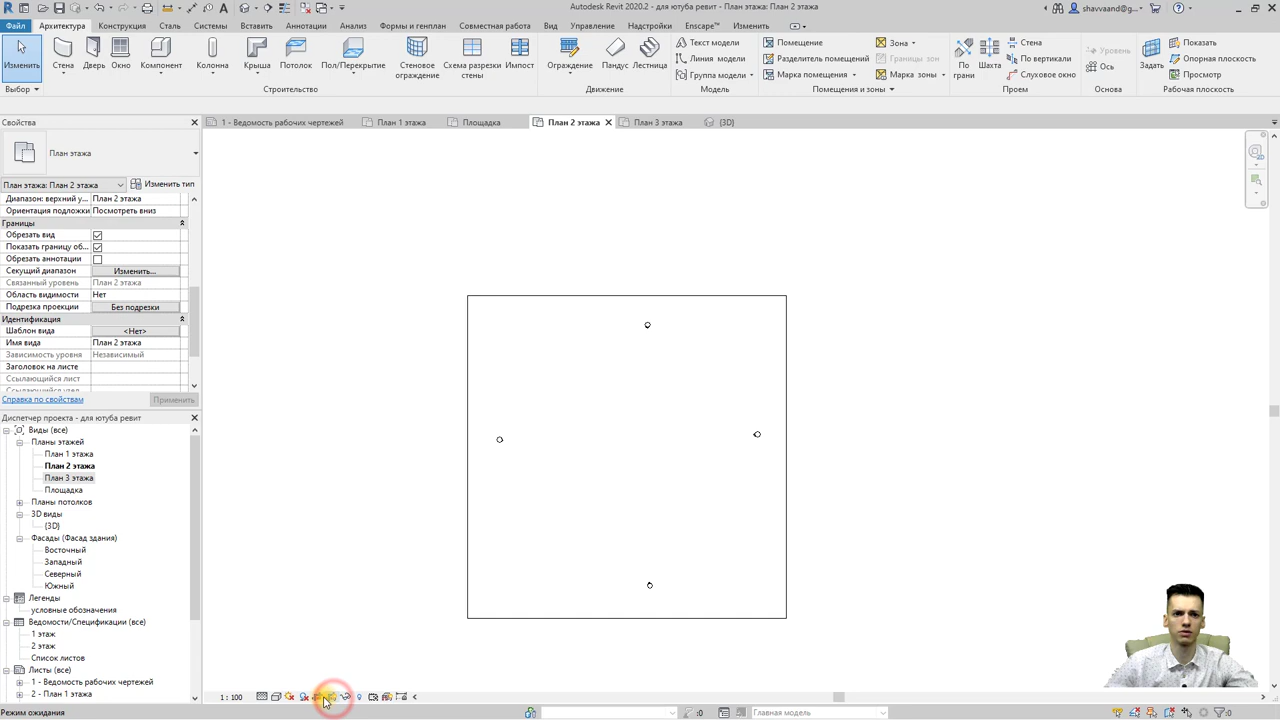 Autodesk Revit 2020.2 - для ютуба ревит - План этажа: План 2 этажа
shavvaand@g...
Файл Архитектура Конструкция Сталь Системы Вставить Аннотации Анализ Формы и генплан Совместная работа Вид Управление Надстройки Enscape™ Изменить
Изменить Стена Дверь Окно Компонент Колонна Крыша Потолок Пол/Перекрытие Стеновое ограждение Схема разрезки стены Импост Ограждение Пандус Лестница
Текст модели
Линия модели
Группа модели
Помещение
Разделитель помещений
Марка помещения
Зона
Границы зон
Марка зоны
По грани
Шахта
Стена
По вертикали
Слуховое окно
Уровень
Ось
Задать
Показать
Опорная плоскость
Просмотр
Выбор Строительство Движение Модель Помещения и зоны Проем Основа Рабочая плоскость
Свойства
1 - Ведомость рабочих чертежей План 1 этажа Площадка План 2 этажа План 3 этажа {3D}
План этажа
План этажа: План 2 этажа Изменить тип
Диапазон: верхний у... План 2 этажа
Ориентация подложки Посмотреть вниз
Границы
Обрезать вид
Показать границу об...
Обрезать аннотации
Секущий диапазон Изменить...
Связанный уровень План 2 этажа
Область видимости Нет
Подрезка проекции Без подрезки
Идентификация
Шаблон вида <Нет>
Имя вида План 2 этажа
Зависимость уровня Независимый
Заголовок на листе
Ссылающийся лист
Справка по свойствам Применить
Диспетчер проекта - для ютуба ревит
Виды (все)
Планы этажей
План 1 этажа
План 2 этажа
План 3 этажа
Площадка
Планы потолков
3D виды
{3D}
Фасады (Фасад здания)
Восточный
Западный
Северный
Южный
Легенды
условные обозначения
Ведомости/Спецификации (все)
1 этаж
2 этаж
Список листов
Листы (все)
1 - Ведомость рабочих чертежей
2 - План 1 этажа
1 : 100
Режим ожидания
:0
Главная модель
:0